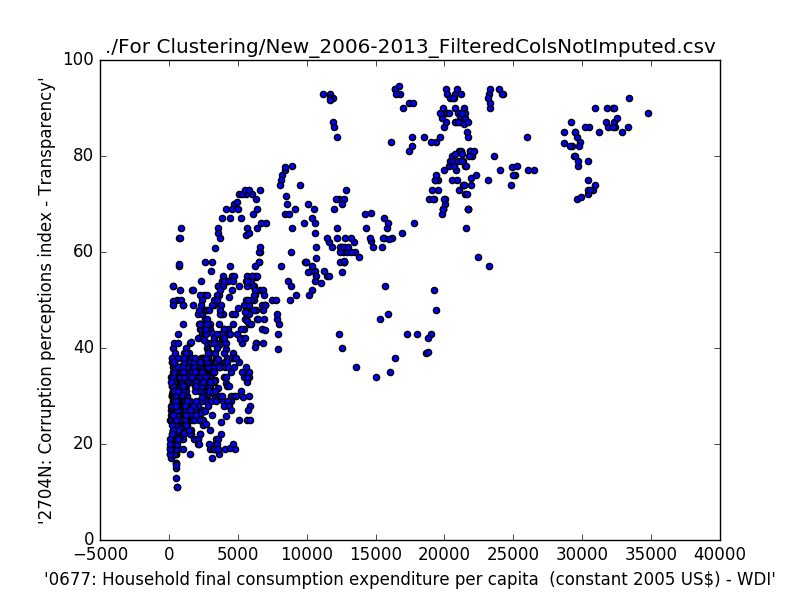 ./For Clustering/New_2006-2013_FilteredColsNotImputed.csv
100
80
60
40
20
0
'2704N: Corruption perceptions index - Transparency'
-5000 0 5000 10000 15000 20000 25000 30000 35000 40000
'0677: Household final consumption expenditure per capita  (constant 2005 US$) - WDI'